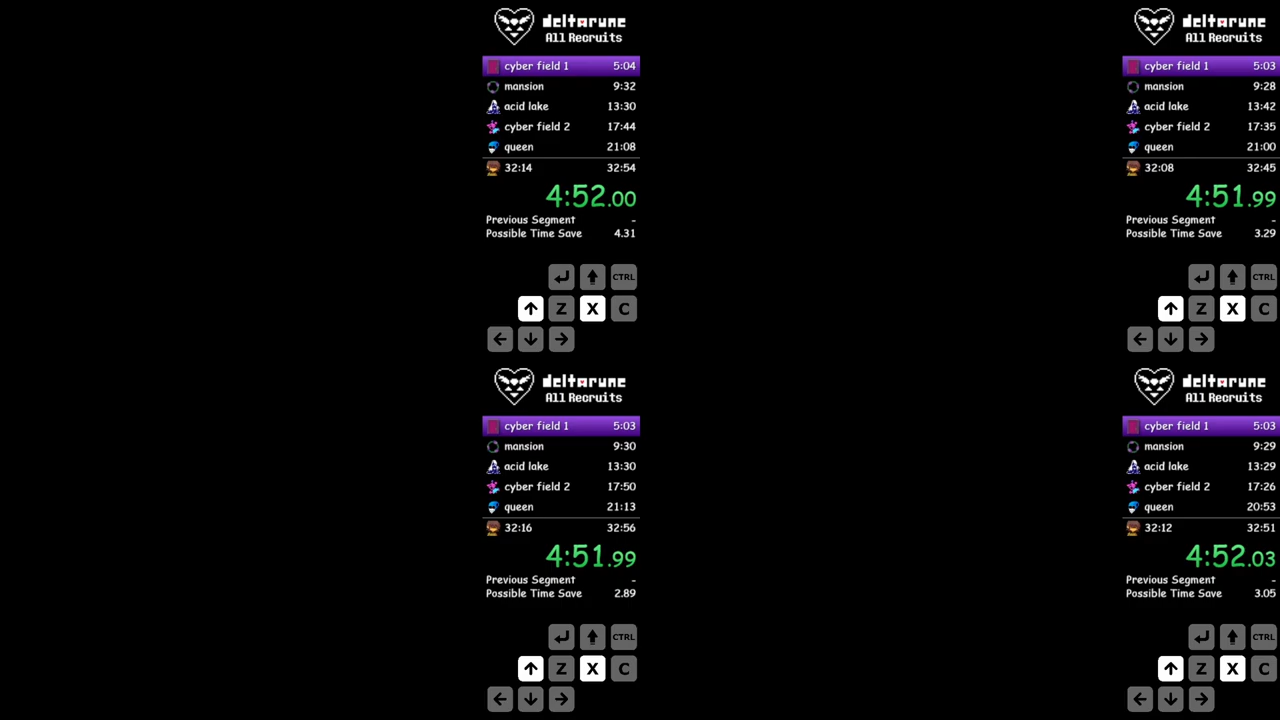 deltarune
All Recruits
cyber field 1 5:04
mansion 9:32
acid lake 13:30
cyber field 2 17:44
queen 21:08
32:14 32:54
4:52.00
Previous Segment -
Possible Time Save 4.31
CTRL
Z X C
deltarune
All Recruits
cyber field 1 5:03
mansion 9:28
acid lake 13:42
cyber field 2 17:35
queen 21:00
32:08 32:45
4:51.99
Previous Segment -
Possible Time Save 3.29
CTRL
Z X C
deltarune
All Recruits
cyber field 1 5:03
mansion 9:30
acid lake 13:30
cyber field 2 17:50
queen 21:13
32:16 32:56
4:51.99
Previous Segment -
Possible Time Save 2.89
CTRL
Z X C
deltarune
All Recruits
cyber field 1 5:03
mansion 9:29
acid lake 13:29
cyber field 2 17:26
queen 20:53
32:12 32:51
4:52.03
Previous Segment -
Possible Time Save 3.05
CTRL
Z X C